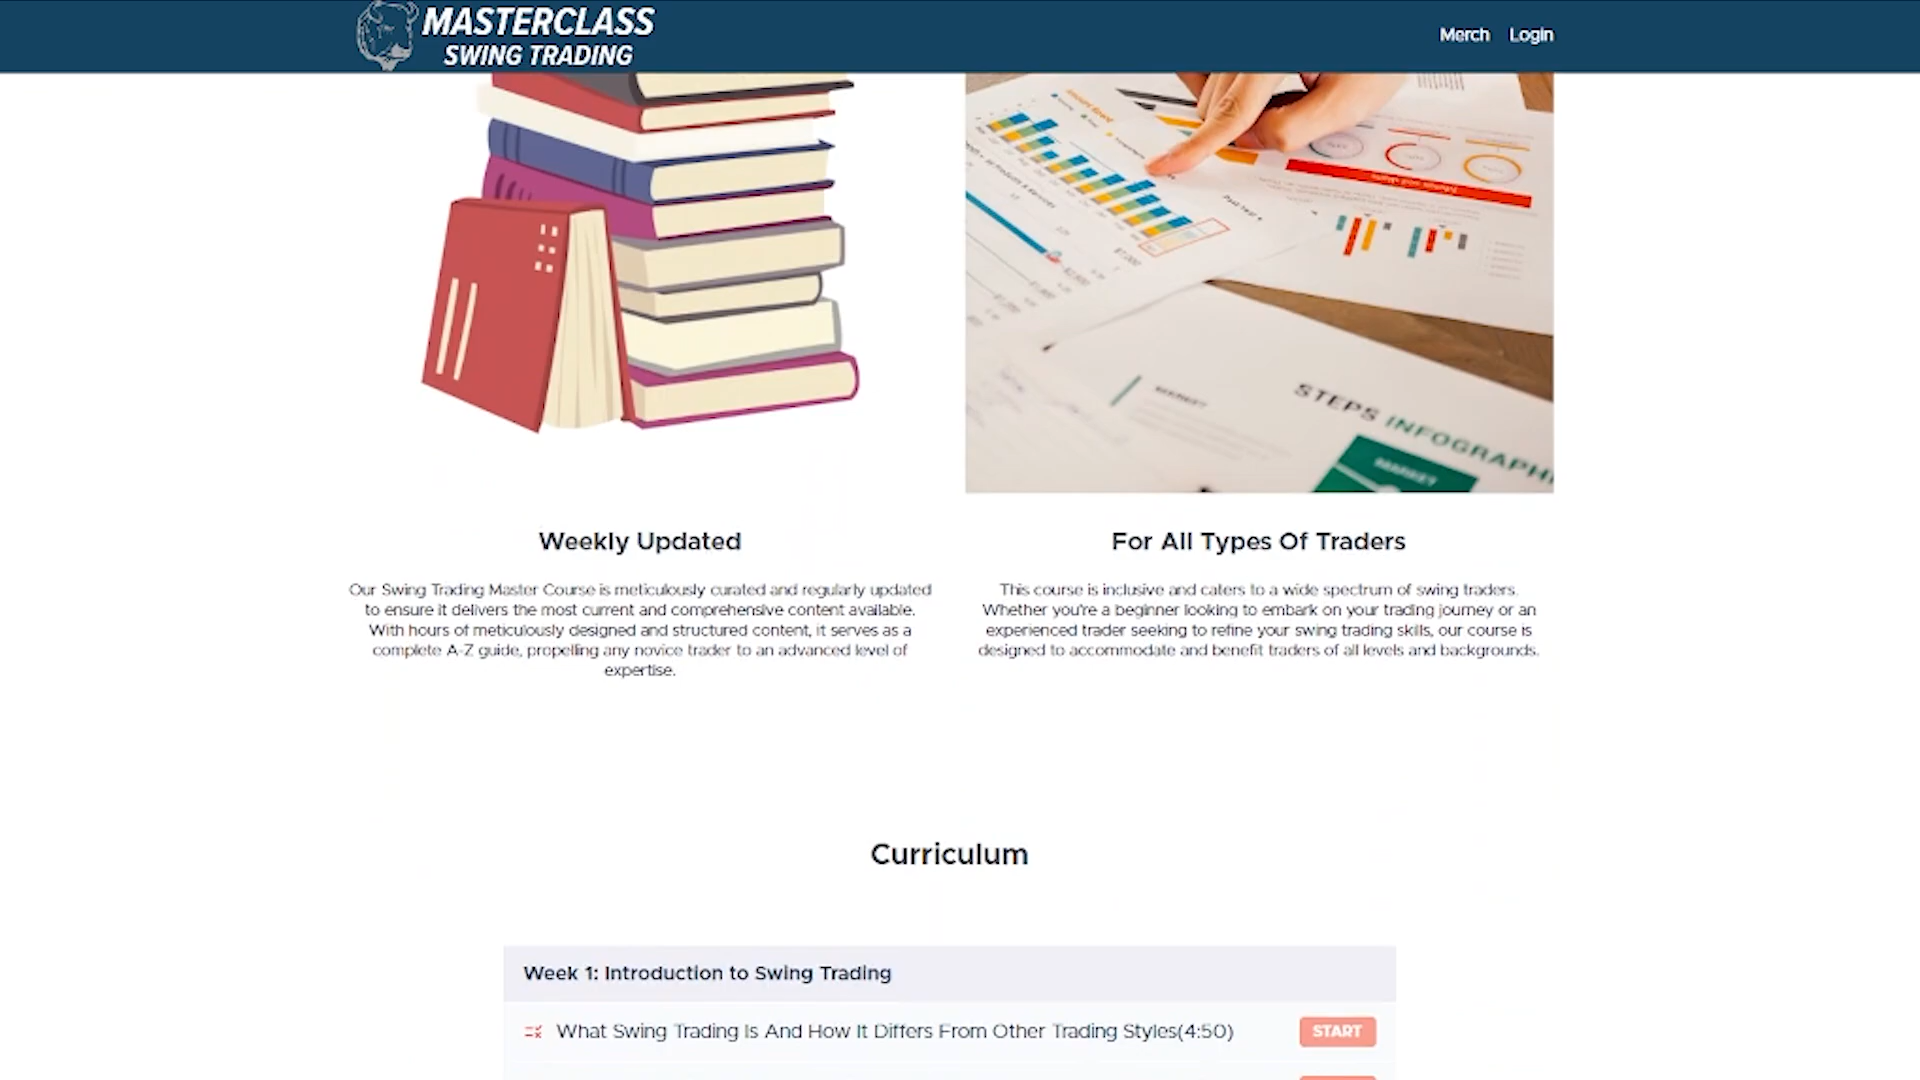 MASTERCLASS
SWING TRADING
Merch Login
STEPS INFOGRAPHI
MARKET
Weekly Updated
Our Swing Trading Master Course is meticulously curated and regularly updated
to ensure it delivers the most current and comprehensive content available.
With hours of meticulously designed and structured content, it serves as a
complete A-Z guide, propelling any novice trader to an advanced level of
expertise.
For All Types Of Traders
This course is inclusive and caters to a wide spectrum of swing traders.
Whether you're a beginner looking to embark on your trading journey or an
experienced trader seeking to refine your swing trading skills, our course is
designed to accommodate and benefit traders of all levels and backgrounds.
Curriculum
Week 1: Introduction to Swing Trading
What Swing Trading Is And How It Differs From Other Trading Styles(4:50)
START